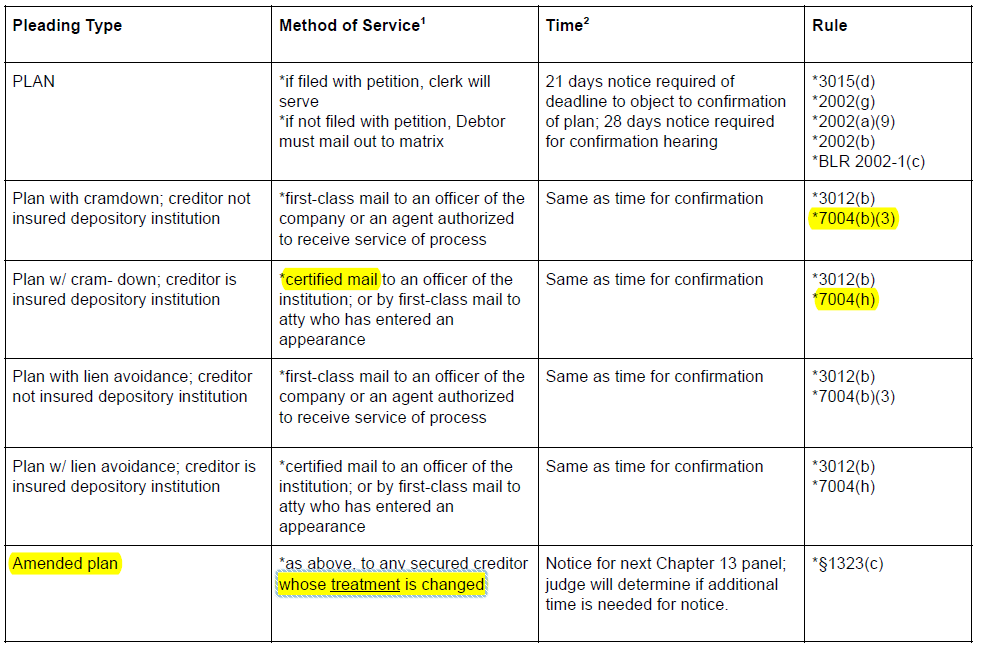 Pleading Type
Method of Service1
Time2
Rule
PLAN
*if filed with petition, clerk will
serve
*if not filed with petition, Debtor
must mail out to matrix
21 days notice required of
deadline to object to confirmation
of plan; 28 days notice required
for confirmation hearing
*3015(d)
*2002(g)
*2002(a)(9)
*2002(b)
*BLR 2002-1(c)
Plan with cramdown; creditor not
insured depository institution
*first-class mail to an officer of the
company or an agent authorized
to receive service of process
Same as time for confirmation
*3012(b)
*7004(b)(3)
Plan w/ cram- down; creditor is
insured depository institution
*certified mail to an officer of the
institution; or by first-class mail to
atty who has entered an
appearance
Same as time for confirmation
*3012(b)
*7004(h)
Plan with lien avoidance; creditor
not insured depository institution
*first-class mail to an officer of the
company or an agent authorized
to receive service of process
Same as time for confirmation
*3012(b)
*7004(b)(3)
Plan w/ lien avoidance; creditor is
insured depository institution
*certified mail to an officer of the
institution; or by first-class mail to
atty who has entered an
appearance
Same as time for confirmation
*3012(b)
*7004(h)
Amended plan
*as above, to any secured creditor
whose treatment is changed
Notice for next Chapter 13 panel;
judge will determine if additional
time is needed for notice.
*§1323(c)